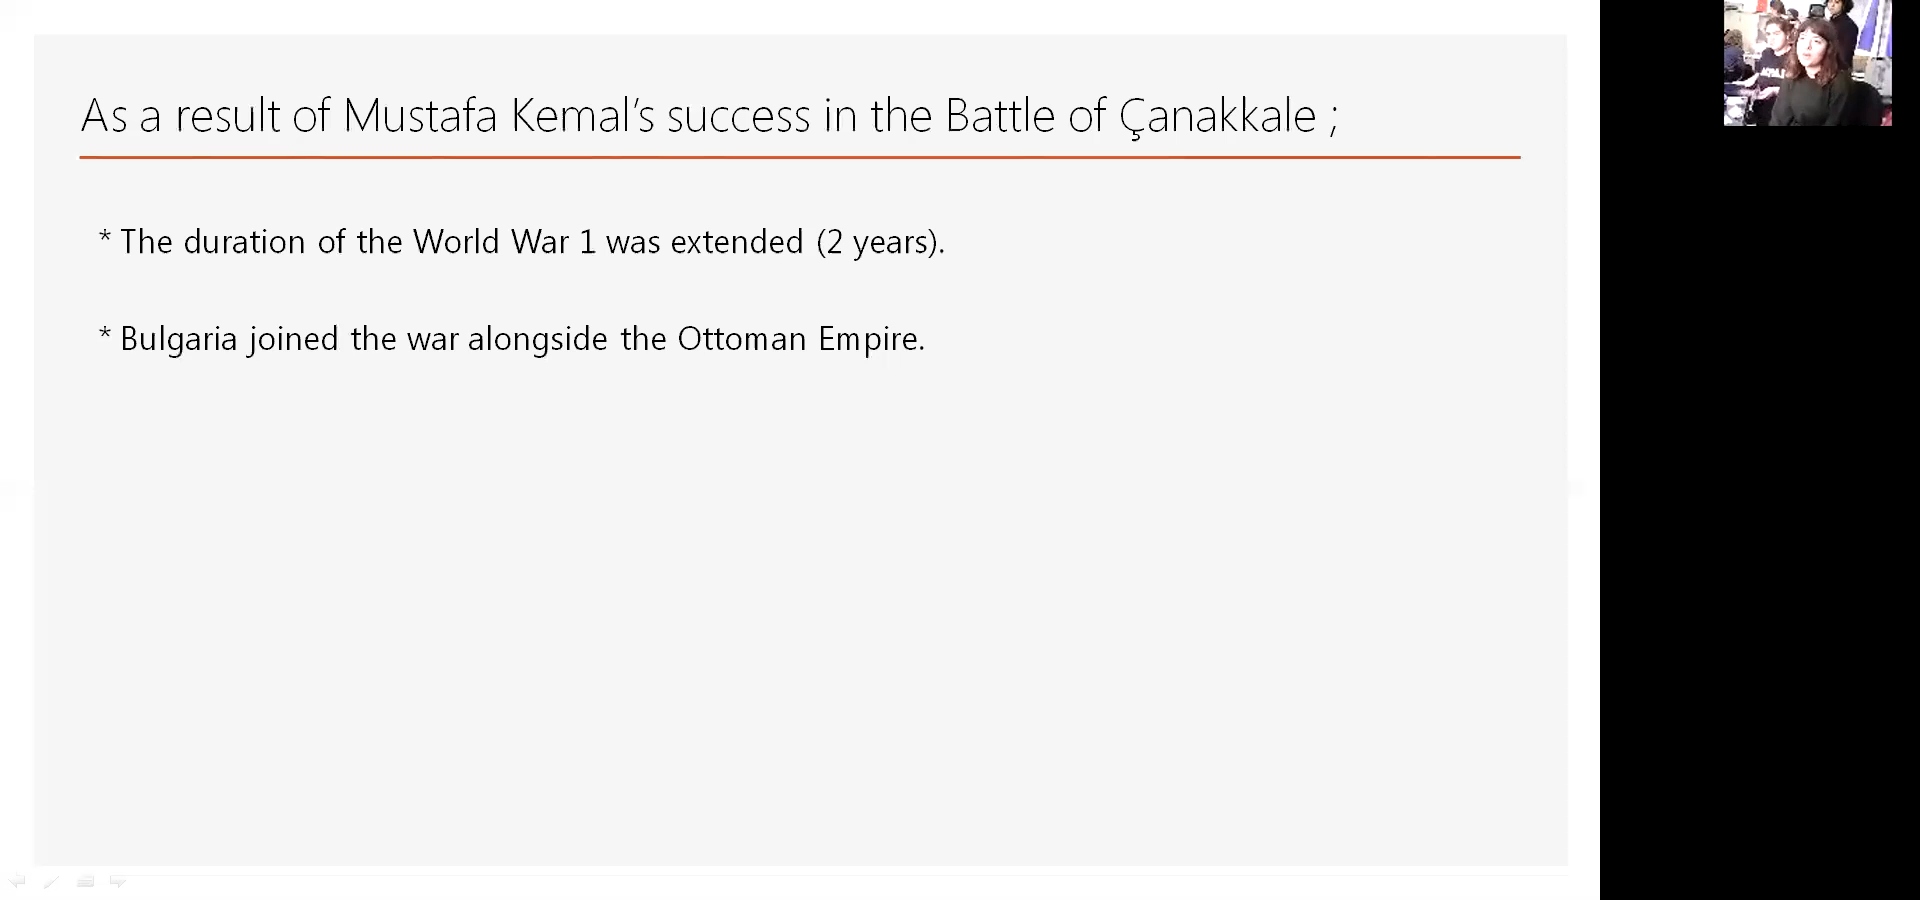 As a result of Mustafa Kemal’s success in the Battle of Çanakkale ;
* The duration of the World War 1 was extended (2 years).
* Bulgaria joined the war alongside the Ottoman Empire.